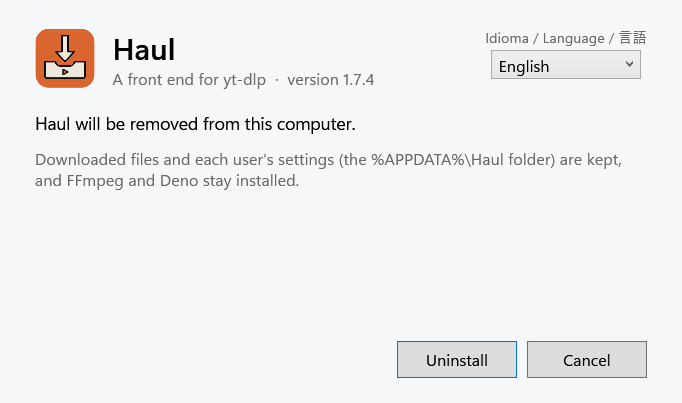 Haul
A front end for yt-dlp · version 1.7.4
Idioma / Language / 言語
English
Haul will be removed from this computer.
Downloaded files and each user's settings (the %APPDATA%\Haul folder) are kept,
and FFmpeg and Deno stay installed.
Uninstall
Cancel